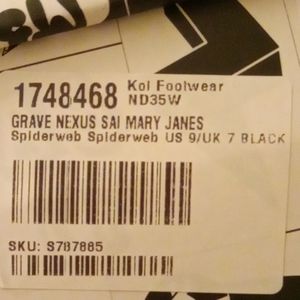 1748468 Koi Footwear
ND35W
GRAVE NEXUS SAI MARY JANES
Spiderweb Spiderweb US 9/UK 7 BLACK
SKU: S787885